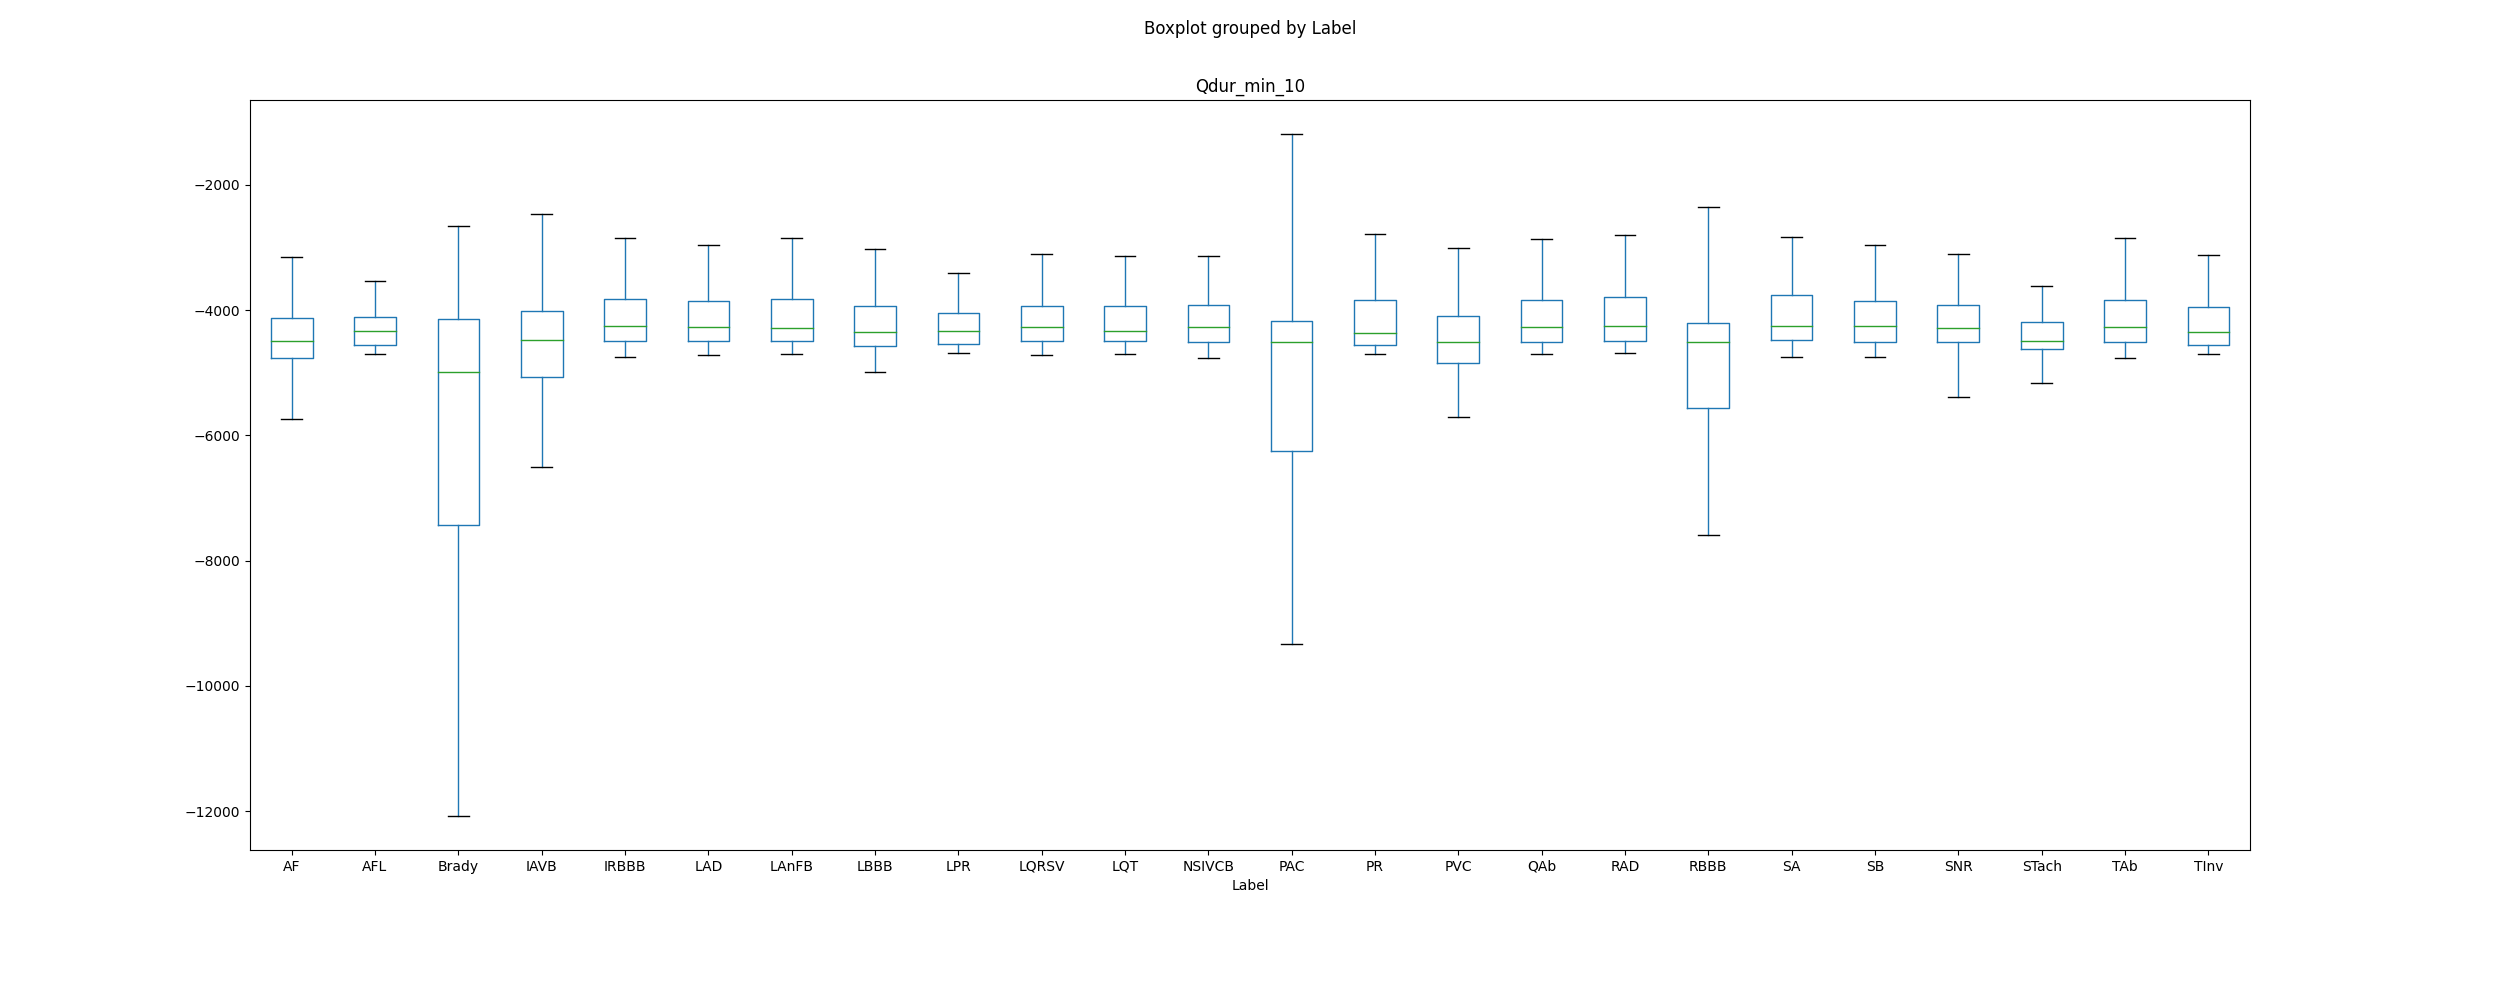 Boxplot grouped by Label
Qdur_min_10
−2000
−4000
−6000
−8000
−10000
−12000
AF AFL Brady IAVB IRBBB LAD LAnFB LBBB LPR LQRSV LQT NSIVCB PAC PR PVC QAb RAD RBBB SA SB SNR STach TAb TInv
Label